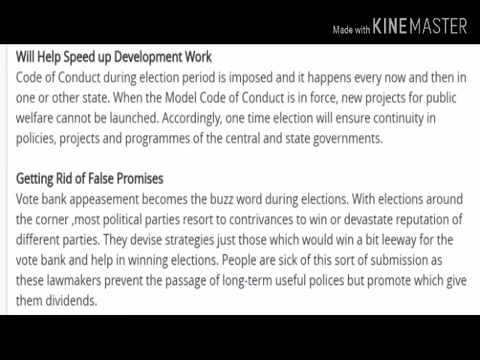 Made with KINEMASTER
Will Help Speed up Development Work
Code of Conduct during election period is imposed and it happens every now and then in
one or other state. When the Model Code of Conduct is in force, new projects for public
welfare cannot be launched. Accordingly, one time election will ensure continuity in
policies, projects and programmes of the central and state governments.
Getting Rid of False Promises
Vote bank appeasement becomes the buzz word during elections. With elections around
the corner ,most political parties resort to contrivances to win or devastate reputation of
different parties. They devise strategies just those which would win a bit leeway for the
vote bank and help in winning elections. People are sick of this sort of submission as
these lawmakers prevent the passage of long-term useful polices but promote which give
them dividends.